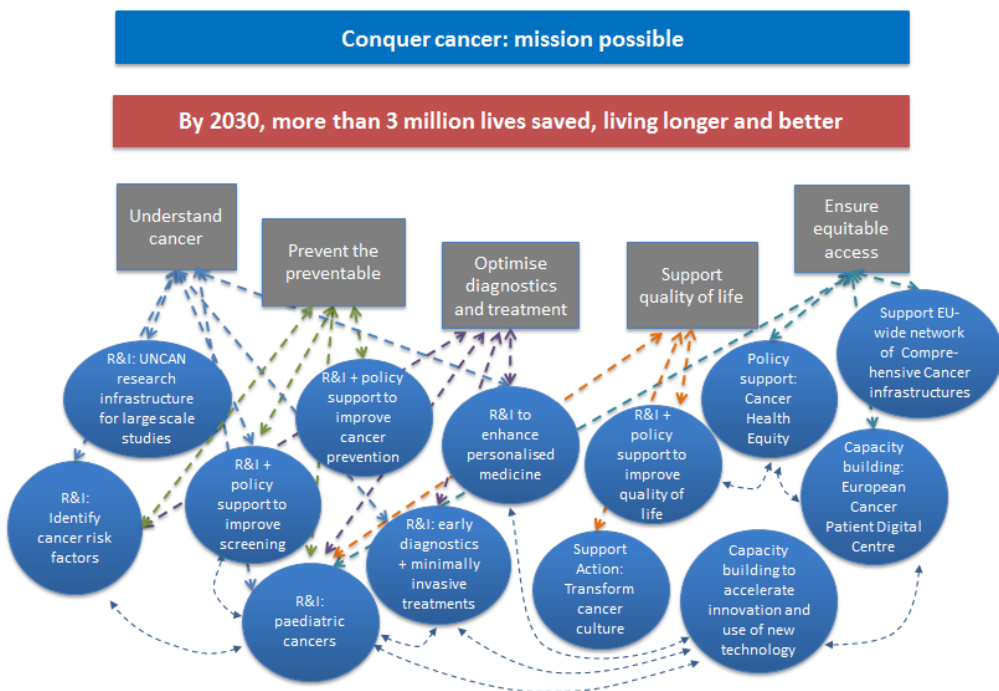 Conquer cancer: mission possible
By 2030, more than 3 million lives saved, living longer and better
Understand
cancer
Prevent the
preventable
Optimise
diagnostics
and treatment
Support
quality of life
Ensure
equitable
access
R&I: UNCAN
research
infrastructure
for large scale
studies
R&I + policy
support to
improve
cancer
prevention
R&I to
enhance
personalised
medicine
R&I + policy
support to
improve
quality of
life
Policy
support:
Cancer
Health
Equity
Support EU-
wide network
of Compre-
hensive Cancer
infrastructures
R&I:
Identify
cancer risk
factors
R&I +
policy
support to
improve
screening
R&I: early
diagnostics
+ minimally
invasive
treatments
Capacity
building:
European
Cancer
Patient Digital
Centre
R&I:
paediatric
cancers
Support
Action:
Transform
cancer
culture
Capacity
building to
accelerate
innovation and
use of new
technology